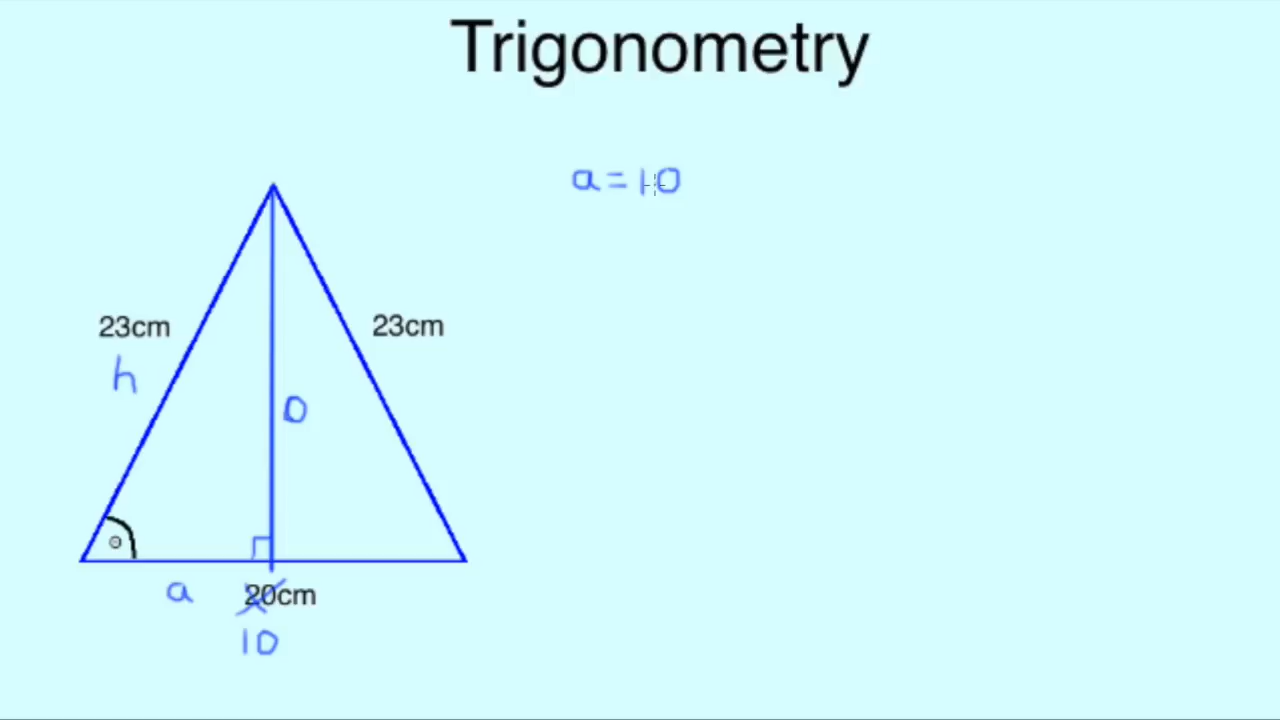 Trigonometry
a = 10
23cm
23cm
h
o
Θ
a
20cm
10